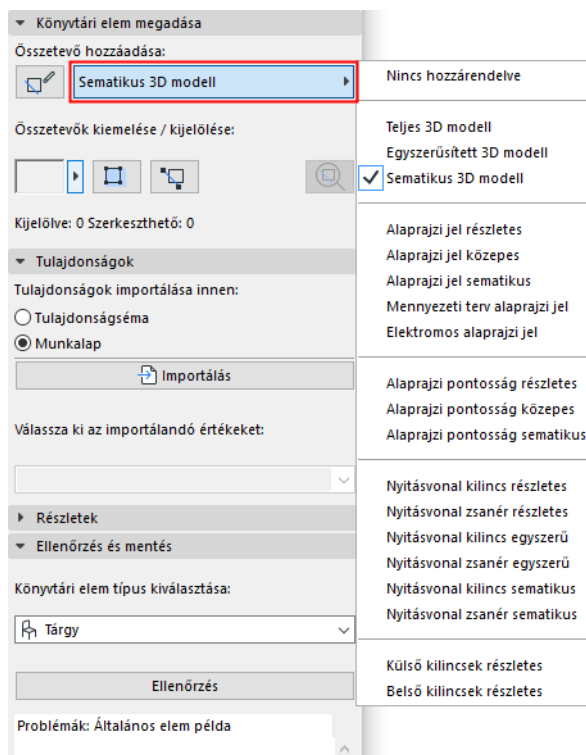 Könyvtári elem megadása
Összetevő hozzáadása:
Sematikus 3D modell
Összetevők kiemelése / kijelölése:
Kijelölve: 0 Szerkeszthető: 0
Tulajdonságok
Tulajdonságok importálása innen:
Tulajdonságséma
Munkalap
Importálás
Válassza ki az importálandó értékeket:
Részletek
Ellenőrzés és mentés
Könyvtári elem típus kiválasztása:
Tárgy
Ellenőrzés
Problémák: Általános elem példa
Nincs hozzárendelve
Teljes 3D modell
Egyszerűsített 3D modell
Sematikus 3D modell
Alaprajzi jel részletes
Alaprajzi jel közepes
Alaprajzi jel sematikus
Mennyezeti terv alaprajzi jel
Elektromos alaprajzi jel
Alaprajzi pontosság részletes
Alaprajzi pontosság közepes
Alaprajzi pontosság sematikus
Nyitásvonal kilincs részletes
Nyitásvonal zsanér részletes
Nyitásvonal kilincs egyszerű
Nyitásvonal zsanér egyszerű
Nyitásvonal kilincs sematikus
Nyitásvonal zsanér sematikus
Külső kilincsek részletes
Belső kilincsek részletes